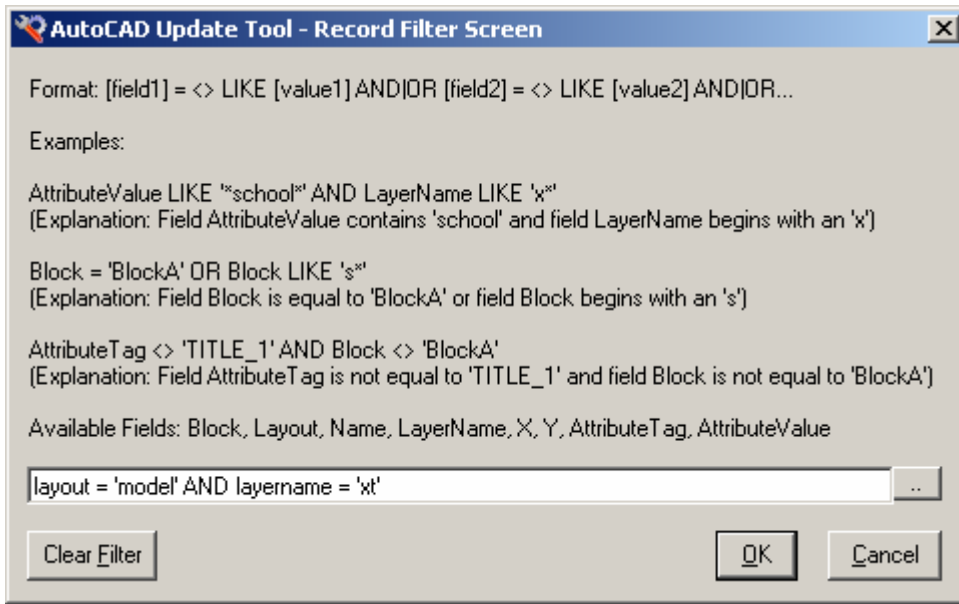 AutoCAD Update Tool - Record Filter Screen
Format: [field1] = <> LIKE [value1] AND|OR [field2] = <> LIKE [value2] AND|OR...
Examples:
AttributeValue LIKE '*school*' AND LayerName LIKE 'x*'
(Explanation: Field AttributeValue contains 'school' and field LayerName begins with an 'x')
Block = 'BlockA' OR Block LIKE 's*'
(Explanation: Field Block is equal to 'BlockA' or field Block begins with an 's')
AttributeTag <> 'TITLE_1' AND Block <> 'BlockA'
(Explanation: Field AttributeTag is not equal to 'TITLE_1' and field Block is not equal to 'BlockA')
Available Fields: Block, Layout, Name, LayerName, X, Y, AttributeTag, AttributeValue
layout = 'model' AND layername = 'xt'
..
Clear Filter
OK
Cancel